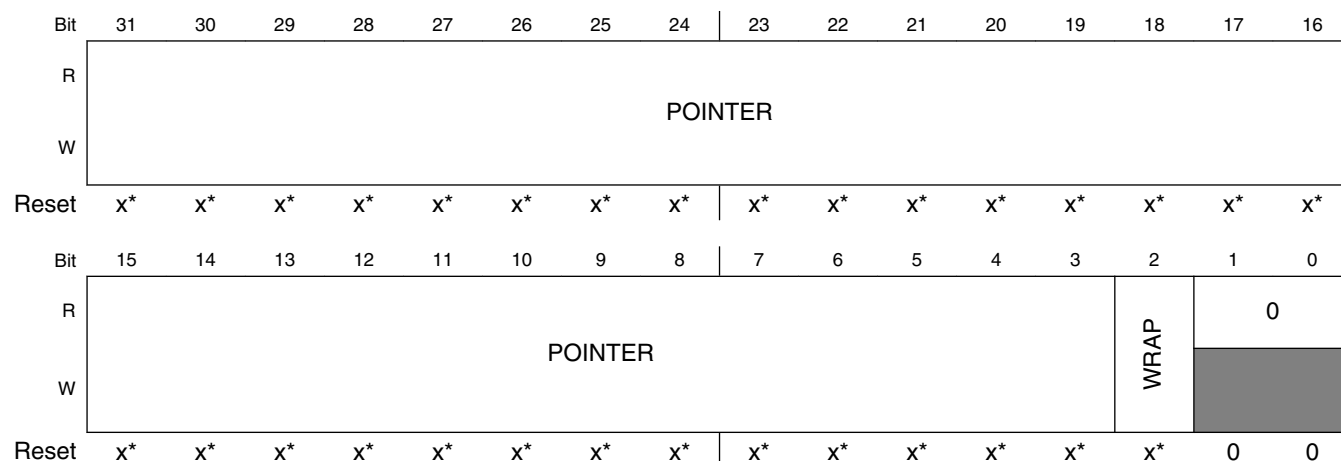 Bit 31 30 29 28 27 26 25 24 23 22 21 20 19 18 17 16
R
POINTER
W
Reset x* x* x* x* x* x* x* x* x* x* x* x* x* x* x* x*
Bit 15 14 13 12 11 10 9 8 7 6 5 4 3 2 1 0
R 0
POINTER WRAP
W
Reset x* x* x* x* x* x* x* x* x* x* x* x* x* x* 0 0